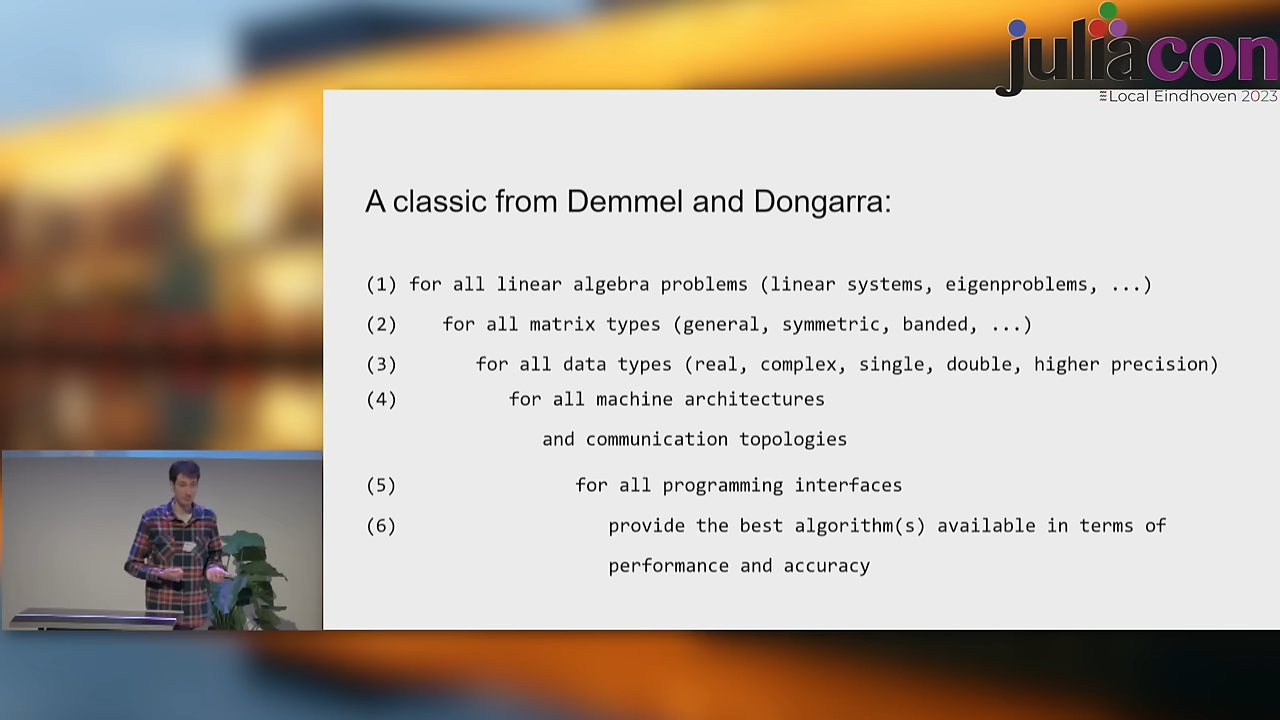 juliacon
Local Eindhoven 2023
A classic from Demmel and Dongarra:
(1) for all linear algebra problems (linear systems, eigenproblems, ...)
(2) for all matrix types (general, symmetric, banded, ...)
(3) for all data types (real, complex, single, double, higher precision)
(4) for all machine architectures
and communication topologies
(5) for all programming interfaces
(6) provide the best algorithm(s) available in terms of
performance and accuracy